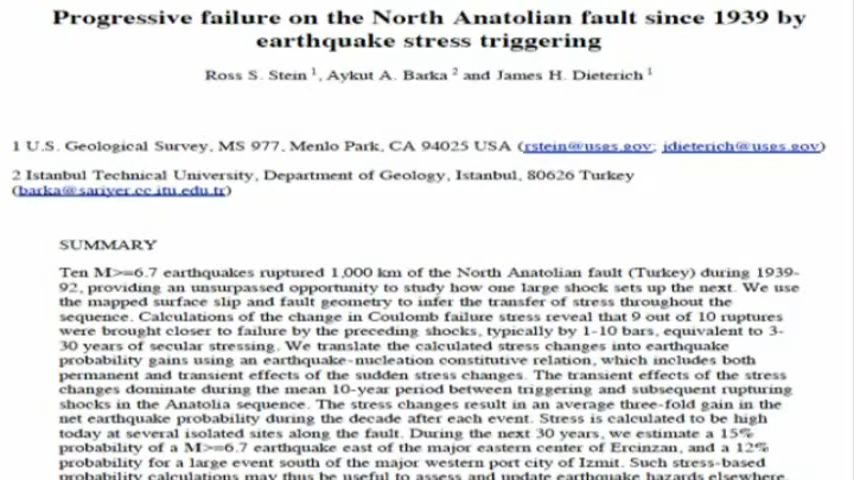 Progressive failure on the North Anatolian fault since 1939 by
earthquake stress triggering
Ross S. Stein 1, Aykut A. Barka 2 and James H. Dieterich 1
1 U.S. Geological Survey, MS 977, Menlo Park, CA 94025 USA (rstein@usgs.gov; jdieterich@usgs.gov)
2 Istanbul Technical University, Department of Geology, Istanbul, 80626 Turkey
(barka@sariyer.cc.itu.edu.tr)
SUMMARY
Ten M>=6.7 earthquakes ruptured 1,000 km of the North Anatolian fault (Turkey) during 1939-
92, providing an unsurpassed opportunity to study how one large shock sets up the next. We use
the mapped surface slip and fault geometry to infer the transfer of stress throughout the
sequence. Calculations of the change in Coulomb failure stress reveal that 9 out of 10 ruptures
were brought closer to failure by the preceding shocks, typically by 1-10 bars, equivalent to 3-
30 years of secular stressing. We translate the calculated stress changes into earthquake
probability gains using an earthquake-nucleation constitutive relation, which includes both
permanent and transient effects of the sudden stress changes. The transient effects of the stress
changes dominate during the mean 10-year period between triggering and subsequent rupturing
shocks in the Anatolia sequence. The stress changes result in an average three-fold gain in the
net earthquake probability during the decade after each event. Stress is calculated to be high
today at several isolated sites along the fault. During the next 30 years, we estimate a 15%
probability of a M>=6.7 earthquake east of the major eastern center of Ercinzan, and a 12%
probability for a large event south of the major western port city of Izmit. Such stress-based
probability calculations may thus be useful to assess and update earthquake hazards elsewhere.